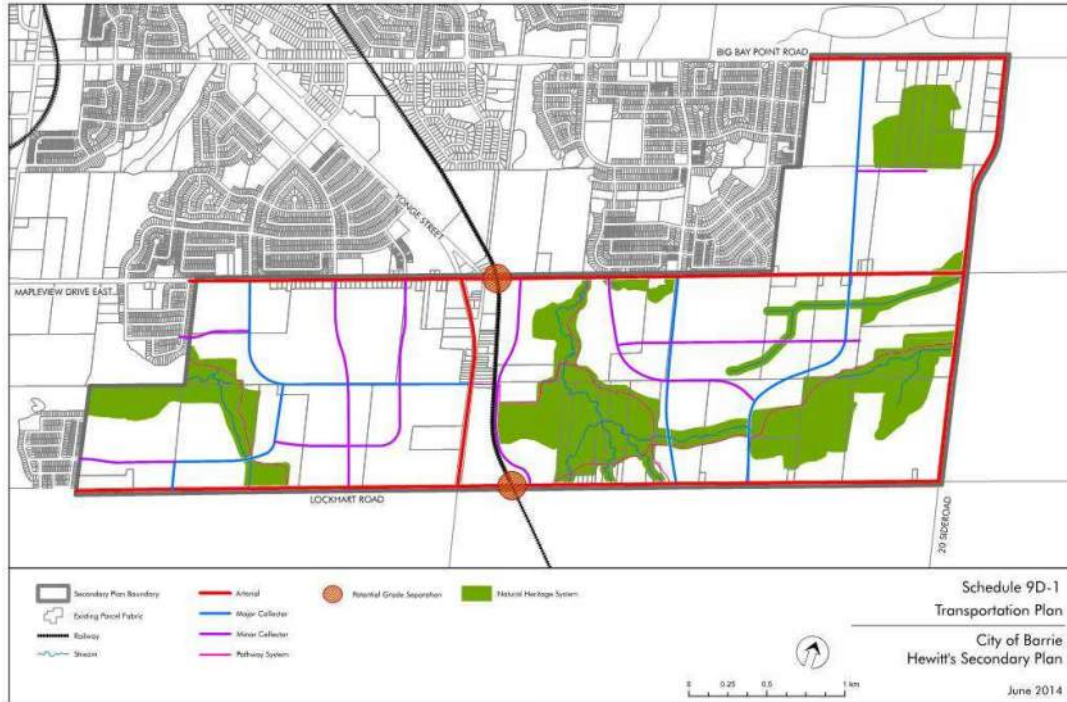 BIG BAY POINT ROAD
YONGE STREET
MAPLEVIEW DRIVE EAST
LOCKHART ROAD
20 SIDEROAD
Secondary Plan Boundary
Existing Parcel Fabric
Railway
Stream
Arterial
Major Collector
Minor Collector
Pathway System
Potential Grade Separation
Natural Heritage System
0 0.25 0.5 1 km
Schedule 9D-1
Transportation Plan
City of Barrie
Hewitt's Secondary Plan
June 2014